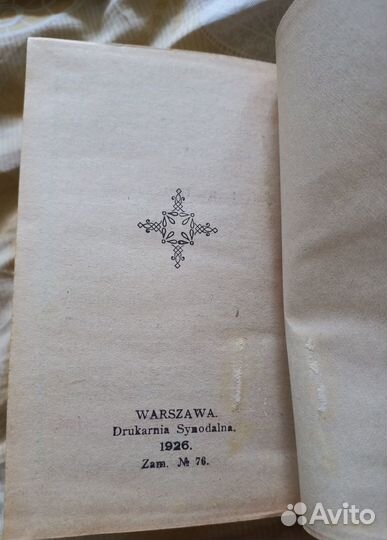 WARSZAWA.
Drukarnia Synodalna.
1926.
Zam. № 76.
Avito